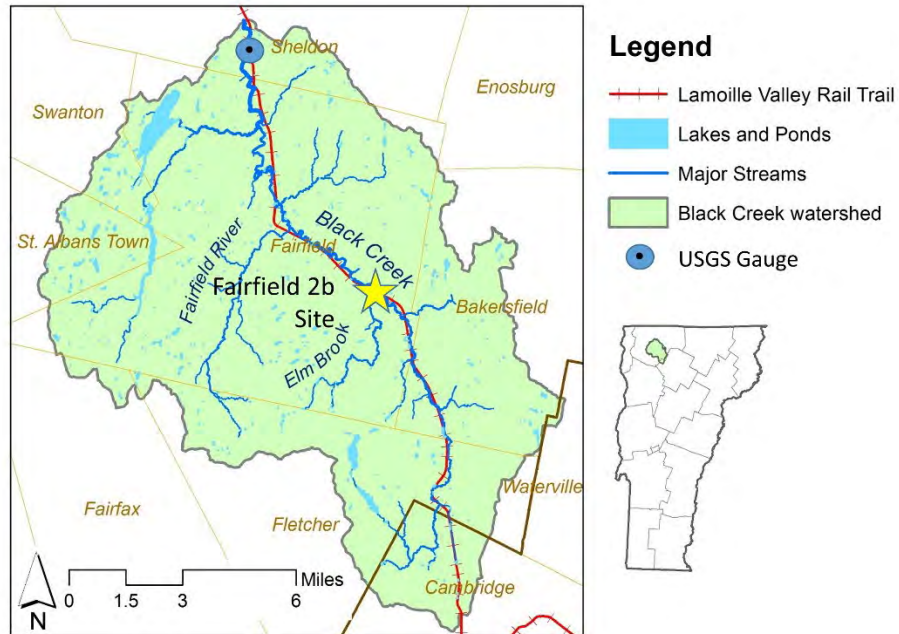 Sheldon
Enosburg
Swanton
St. Albans Town
Fairfield River
Black Creek
Fairfield
Fairfield 2b
Site
Bakersfield
Elm Brook
Waterville
Fairfax
Fletcher
Cambridge
Miles
0 1.5 3 6
N
Legend
Lamoille Valley Rail Trail
Lakes and Ponds
Major Streams
Black Creek watershed
USGS Gauge